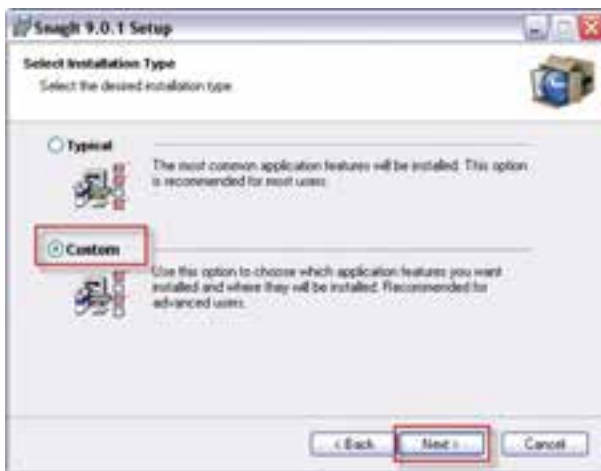 SnagIt 9.0.1 Setup
Select Installation Type
Select the desired installation type
Typical
The most common application features will be installed. This option
is recommended for most users.
Custom
Use this option to choose which application features you want
installed and where they will be installed. Recommended for
advanced users.
< Back
Next >
Cancel